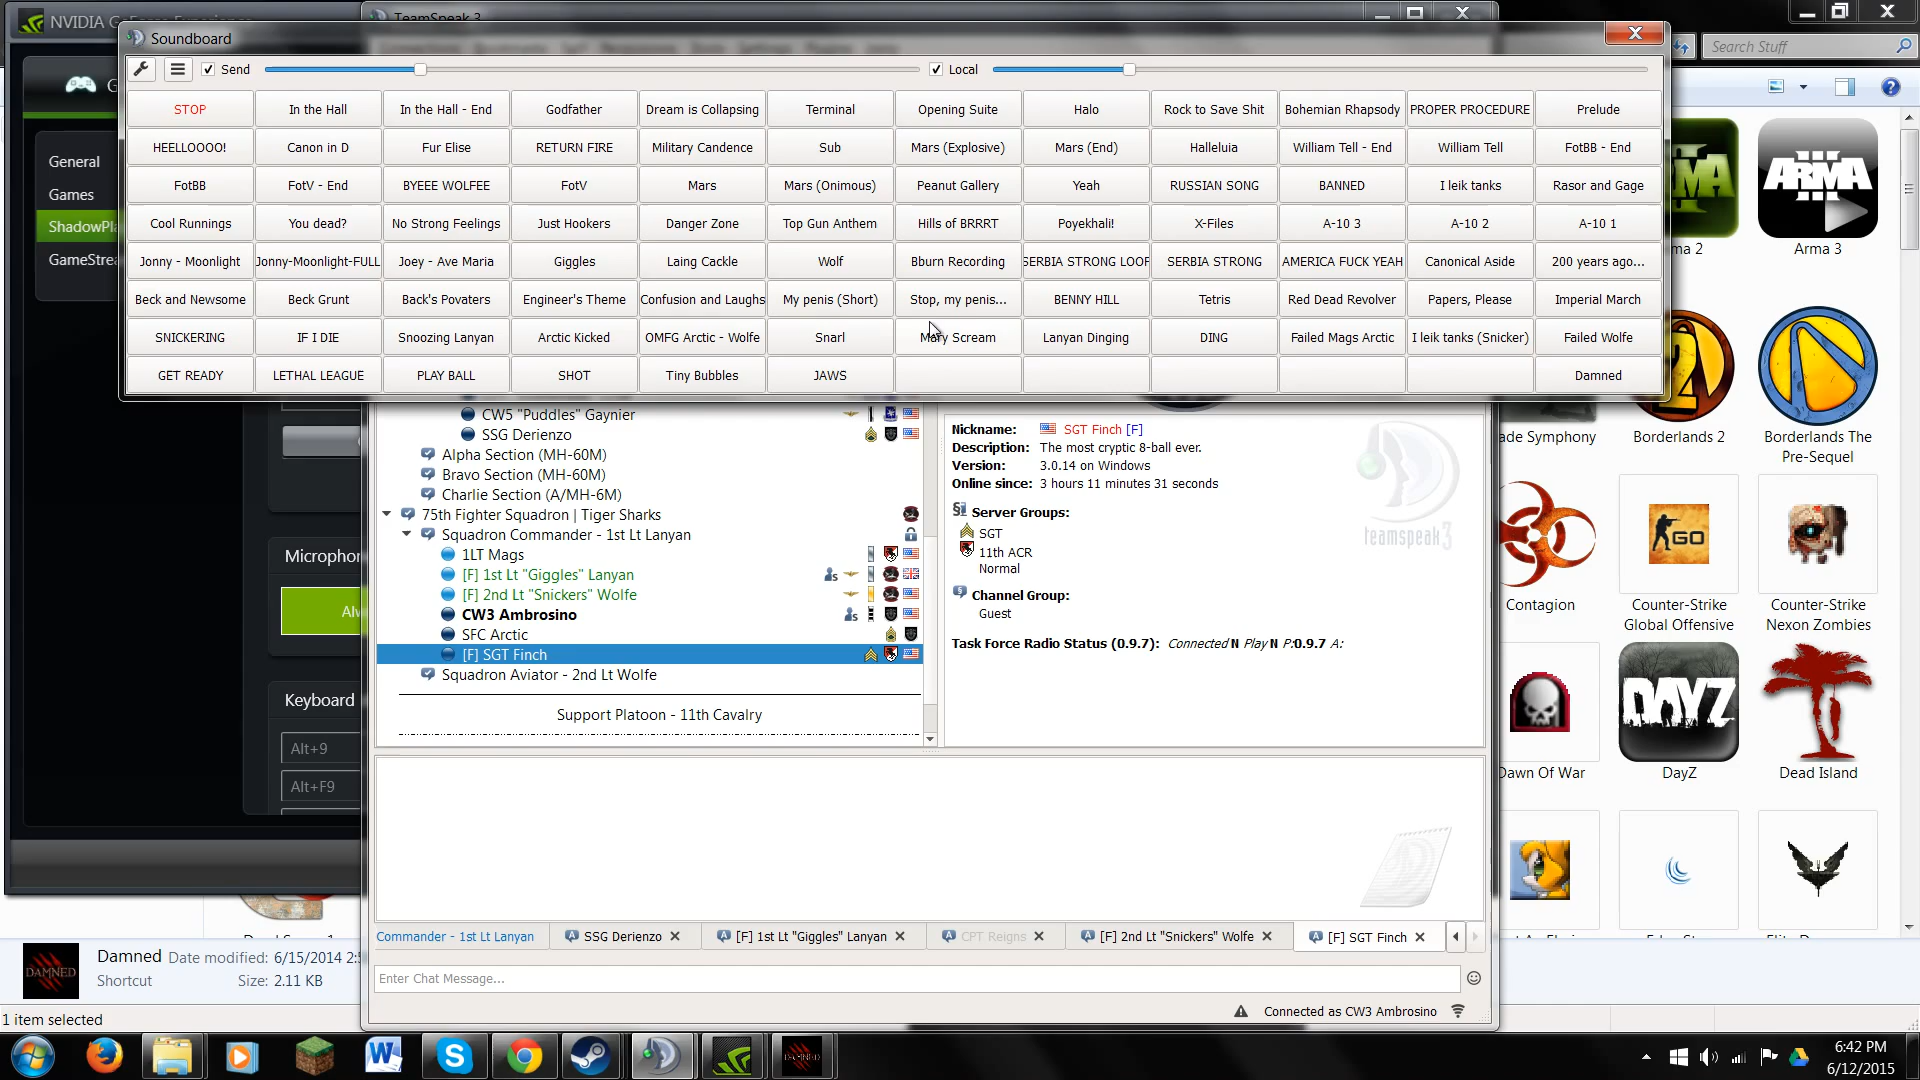 NVIDIA GeForce Experience
TeamSpeak 3
Search Stuff
Soundboard
Send
Local
STOP
In the Hall
In the Hall - End
Godfather
Dream is Collapsing
Terminal
Opening Suite
Halo
Rock to Save Shit
Bohemian Rhapsody
PROPER PROCEDURE
Prelude
HEELLOOOO!
Canon in D
Fur Elise
RETURN FIRE
Military Candence
Sub
Mars (Explosive)
Mars (End)
Halleluia
William Tell - End
William Tell
FotBB - End
FotBB
FotV - End
BYEEE WOLFEE
FotV
Mars
Mars (Onimous)
Peanut Gallery
Yeah
RUSSIAN SONG
BANNED
I leik tanks
Rasor and Gage
Cool Runnings
You dead?
No Strong Feelings
Just Hookers
Danger Zone
Top Gun Anthem
Hills of BRRRT
Poyekhali!
X-Files
A-10 3
A-10 2
A-10 1
Jonny - Moonlight
Jonny-Moonlight-FULL
Joey - Ave Maria
Giggles
Laing Cackle
Wolf
Bburn Recording
SERBIA STRONG LOOP
SERBIA STRONG
AMERICA FUCK YEAH
Canonical Aside
200 years ago...
Beck and Newsome
Beck Grunt
Back's Povaters
Engineer's Theme
Confusion and Laughs
My penis (Short)
Stop, my penis...
BENNY HILL
Tetris
Red Dead Revolver
Papers, Please
Imperial March
SNICKERING
IF I DIE
Snoozing Lanyan
Arctic Kicked
OMFG Arctic - Wolfe
Snarl
Scream
Lanyan Dinging
DING
Failed Mags Arctic
I leik tanks (Snicker)
Failed Wolfe
GET READY
LETHAL LEAGUE
PLAY BALL
SHOT
Tiny Bubbles
JAWS
Damned
General
Games
ShadowPl
GameStrea
Microphon
Alw
Keyboard
Alt+9
Alt+F9
CW5 "Puddles" Gaynier
SSG Derienzo
Alpha Section (MH-60M)
Bravo Section (MH-60M)
Charlie Section (A/MH-6M)
75th Fighter Squadron | Tiger Sharks
Squadron Commander - 1st Lt Lanyan
1LT Mags
[F] 1st Lt "Giggles" Lanyan
[F] 2nd Lt "Snickers" Wolfe
CW3 Ambrosino
SFC Arctic
[F] SGT Finch
Squadron Aviator - 2nd Lt Wolfe
Support Platoon - 11th Cavalry
Nickname: SGT Finch [F]
Description: The most cryptic 8-ball ever.
Version: 3.0.14 on Windows
Online since: 3 hours 11 minutes 31 seconds
Server Groups:
SGT
11th ACR
Normal
Channel Group:
Guest
Task Force Radio Status (0.9.7): Connected N Play N P:0.9.7 A:
teamspeak3
Commander - 1st Lt Lanyan
SSG Derienzo
[F] 1st Lt "Giggles" Lanyan
CPT Reigns
[F] 2nd Lt "Snickers" Wolfe
[F] SGT Finch
Enter Chat Message...
Connected as CW3 Ambrosino
ARMA
III
Arma 2
Arma 3
ade Symphony
Borderlands 2
Borderlands The
Pre-Sequel
GO
Contagion
Counter-Strike
Global Offensive
Counter-Strike
Nexon Zombies
DAYZ
Dawn Of War
DayZ
Dead Island
DAMNED
Damned
Date modified: 6/15/2014 2:5
Shortcut
Size: 2.11 KB
1 item selected
6:42 PM
6/12/2015